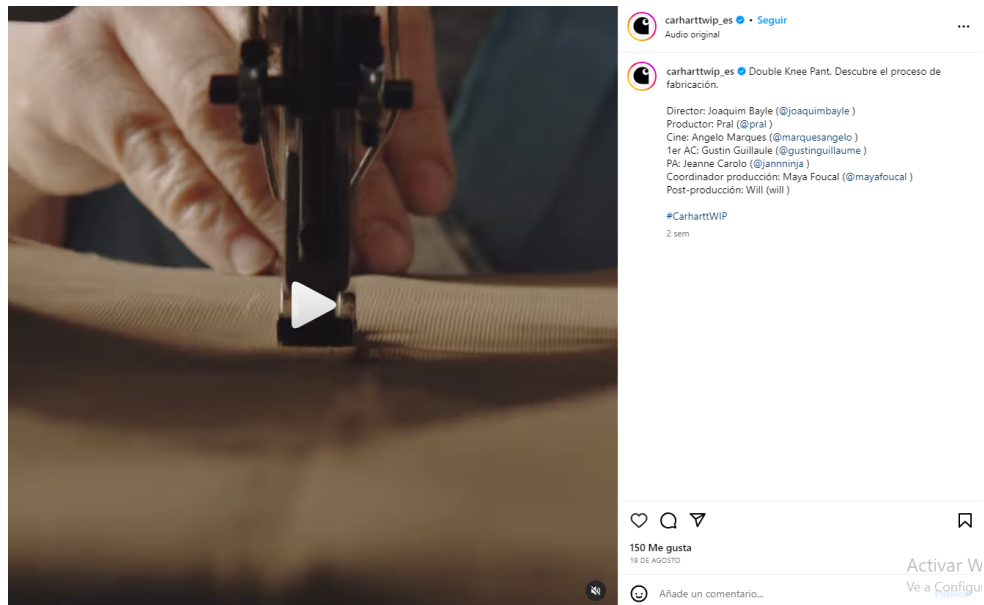 carharttwip_es • Seguir
Audio original
carharttwip_es Double Knee Pant. Descubre el proceso de
fabricación.
Director: Joaquim Bayle (@joaquimbayle )
Productor: Pral (@pral )
Cine: Angelo Marques (@marquesangelo )
1er AC: Gustin Guillaule (@gustinguillaume )
PA: Jeanne Carolo (@jannninja )
Coordinador producción: Maya Foucal (@mayafoucal )
Post-producción: Will (will )
#CarharttWIP
2 sem
150 Me gusta
19 DE AGOSTO
Activar W
Ve a Configu
Añade un comentario...
Publicar